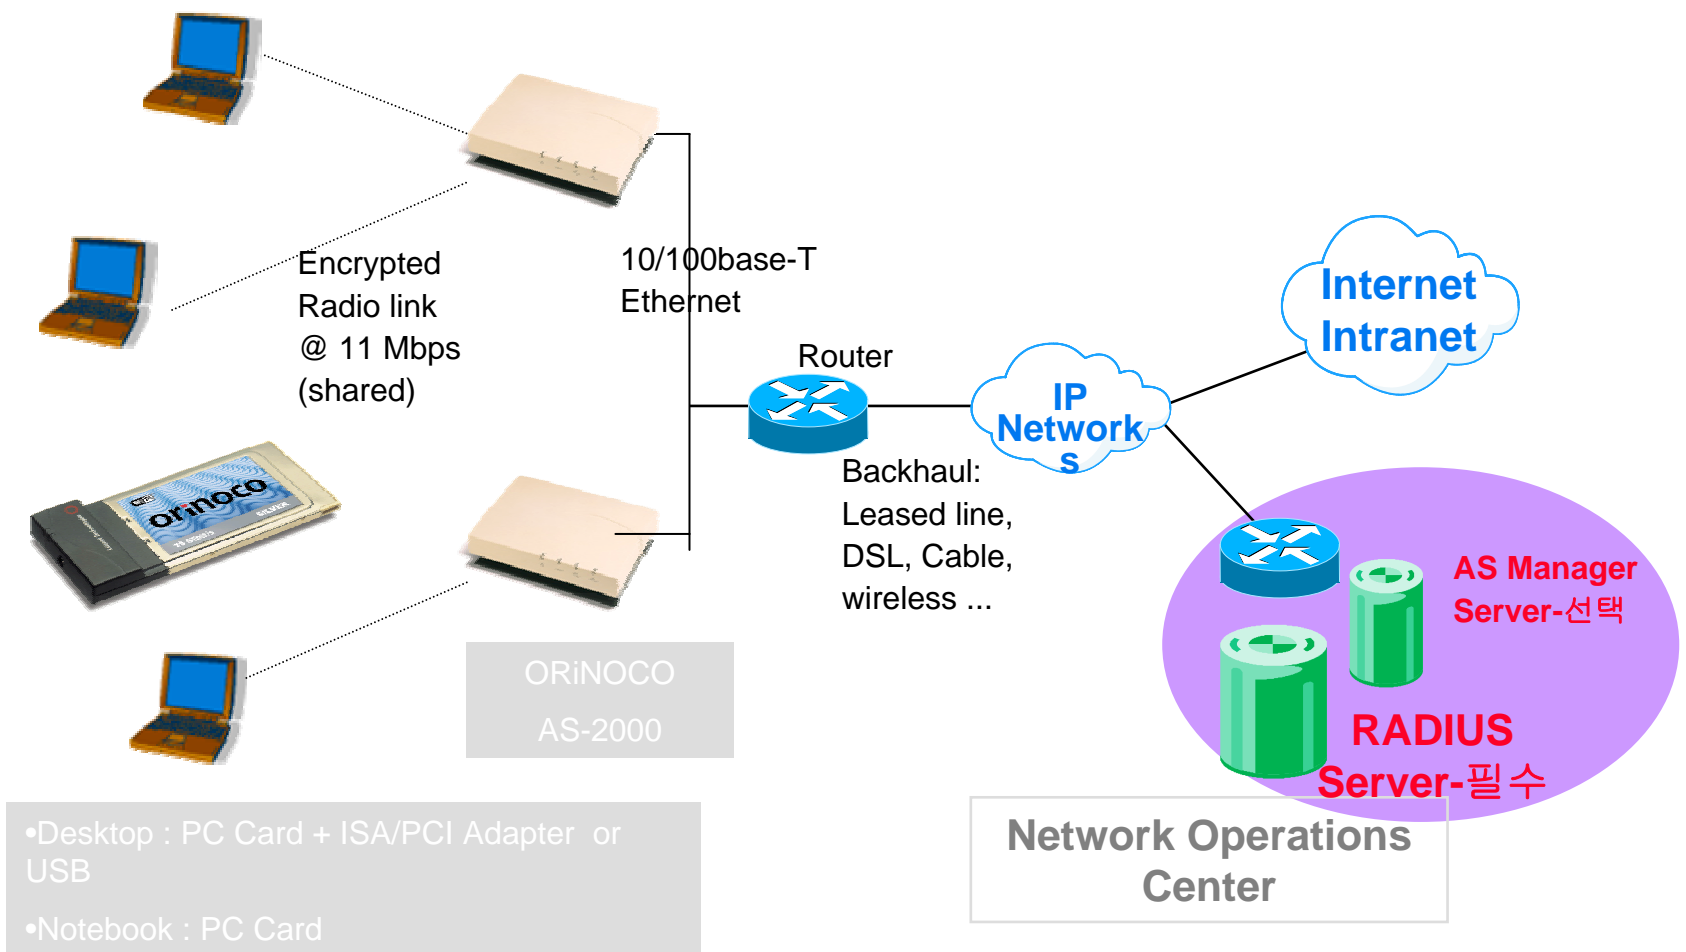 Encrypted
Radio link
@ 11 Mbps
(shared)
10/100base-T
Ethernet
Router
IP
Network
s
Internet
Intranet
Backhaul:
Leased line,
DSL, Cable,
wireless ...
orinoco
SILVER
AS Manager
Server-선택
RADIUS
Server-필수
ORiNOCO
AS-2000
Network Operations
Center
•Desktop : PC Card + ISA/PCI Adapter or
USB
•Notebook : PC Card